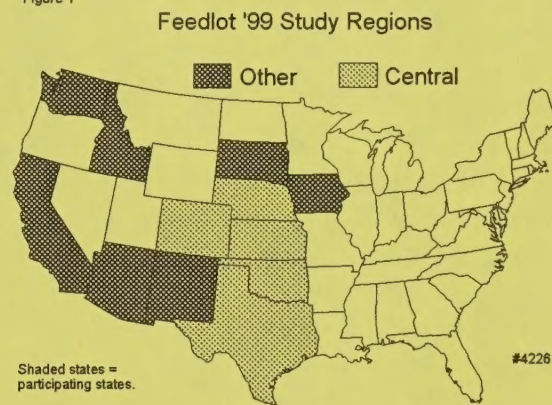 Figure 1
Feedlot '99 Study Regions
Other
Central
Shaded states =
participating states.
#4226